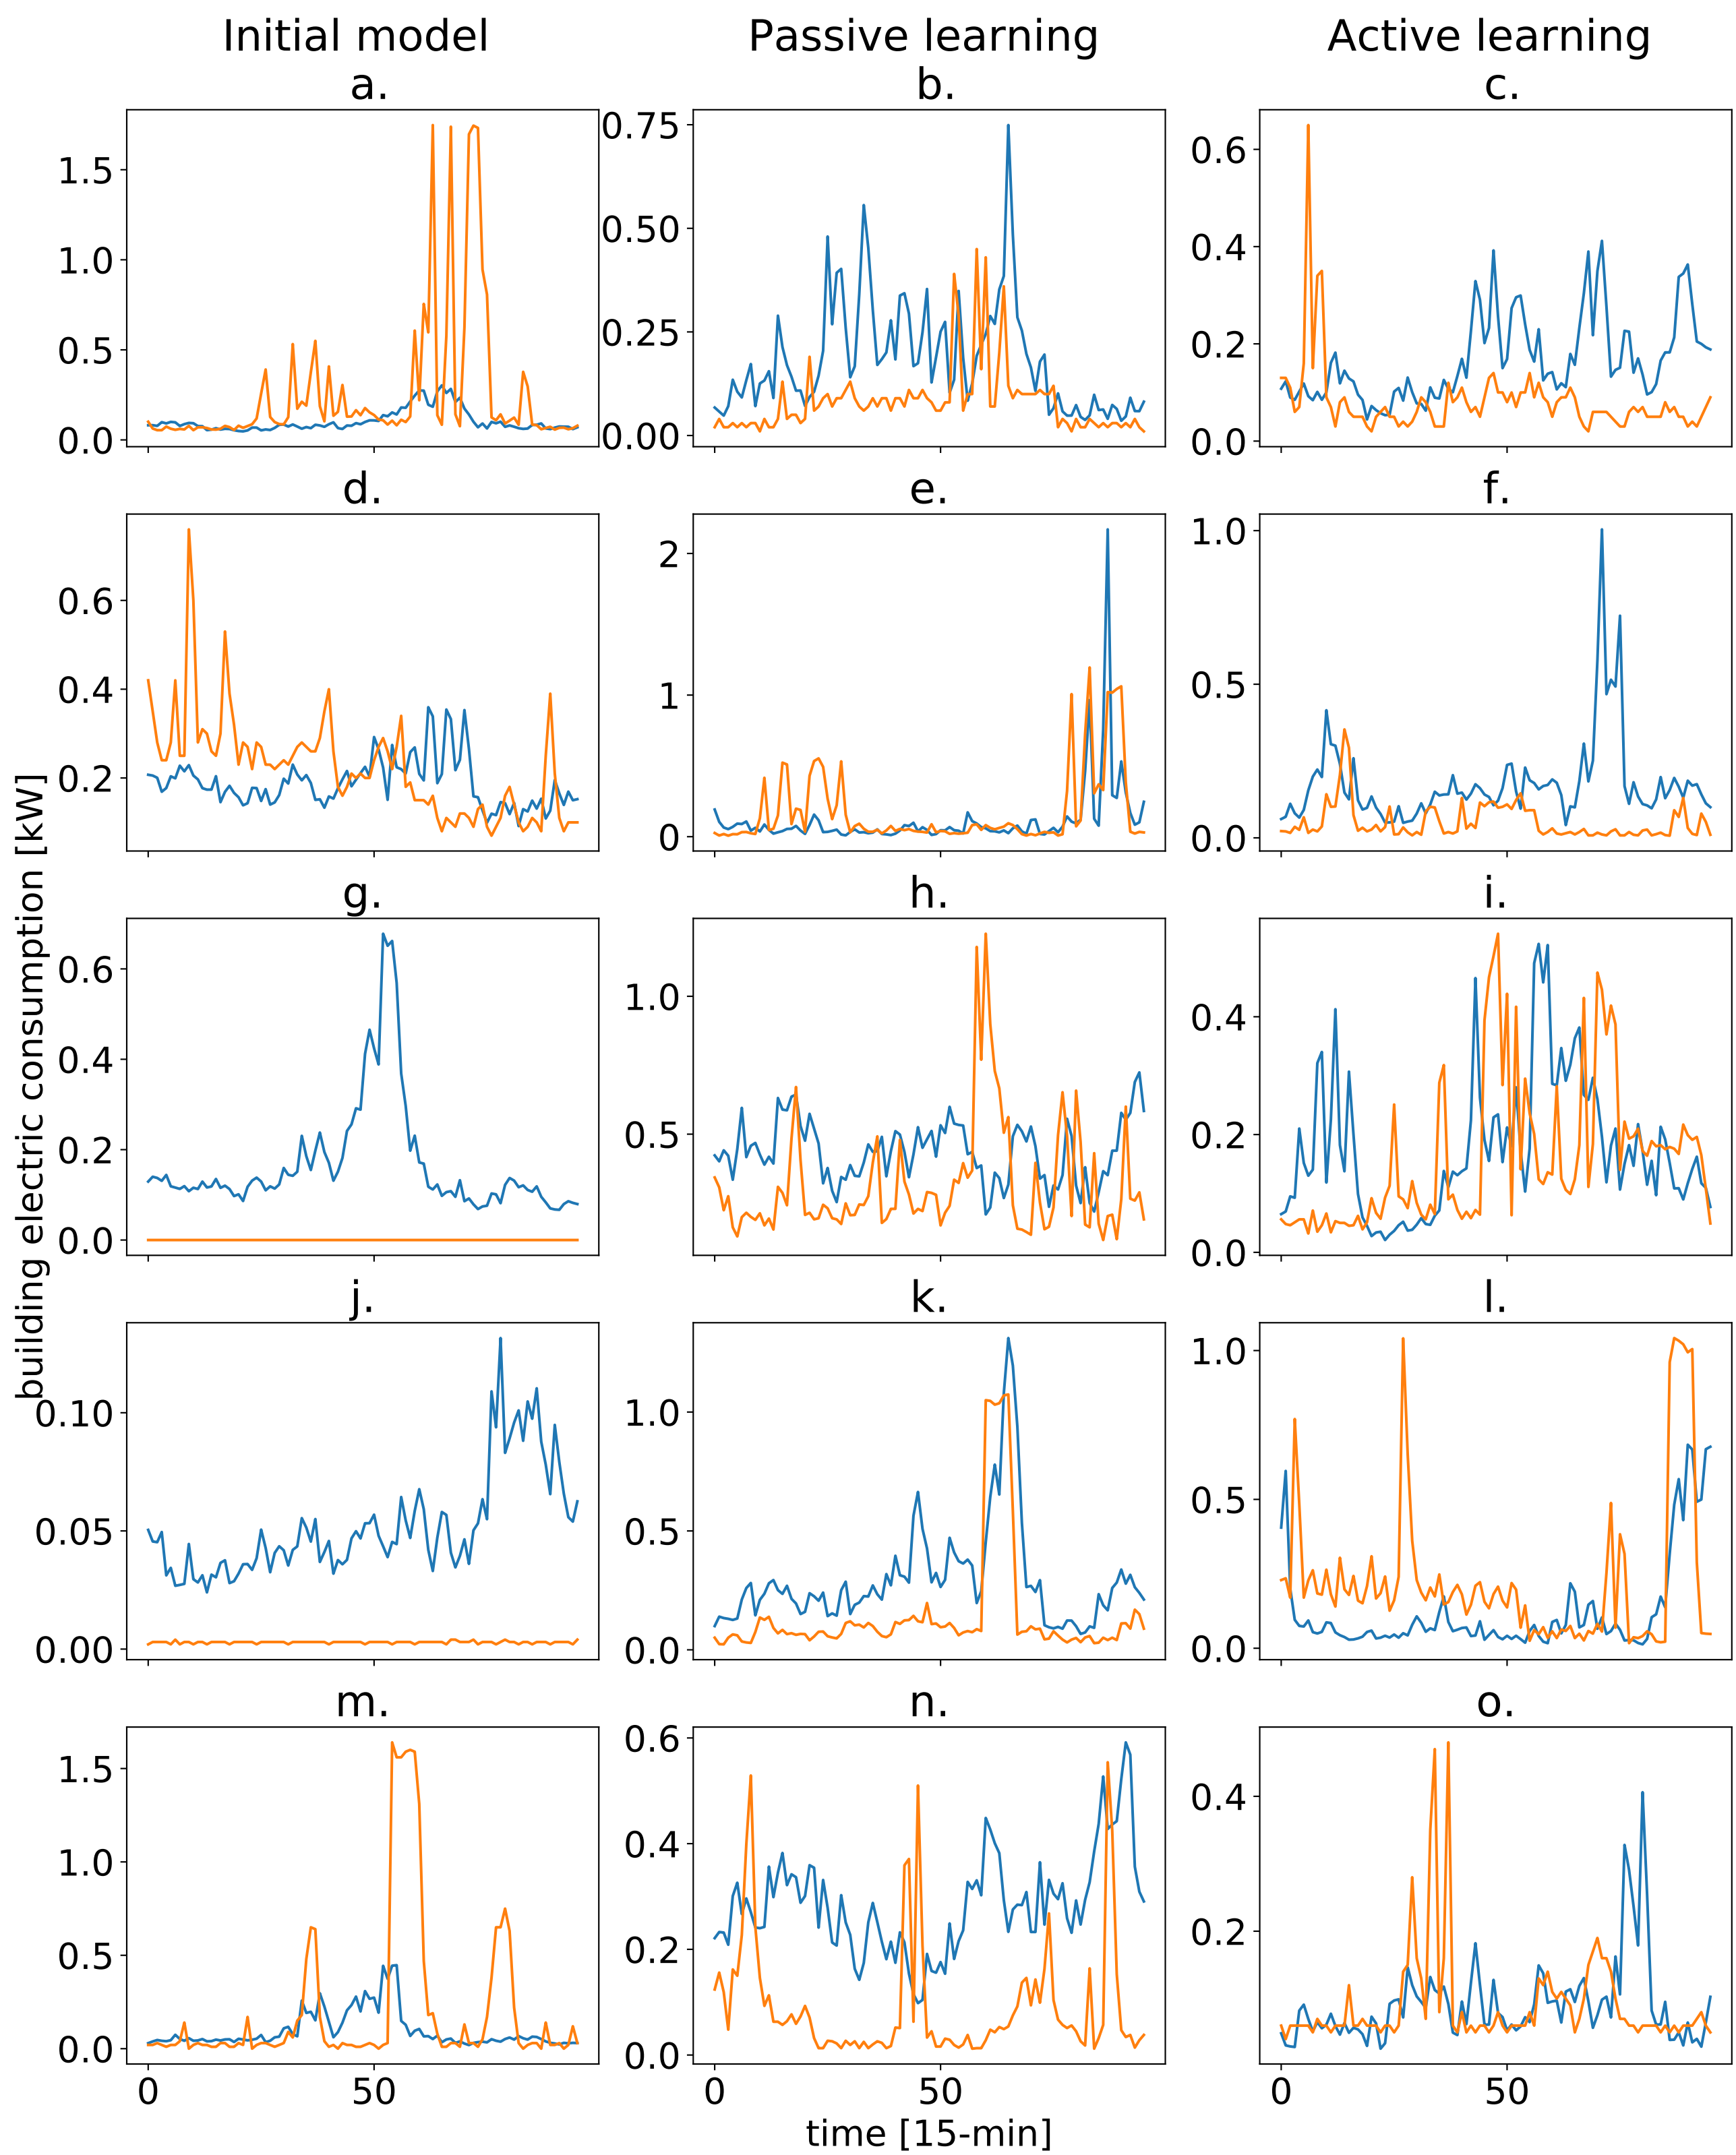 Initial model Passive learning Active learning
a. b. c.
1.5 1.0 0.5 0.0
0.75 0.50 0.25 0.00
0.6 0.4 0.2 0.0
d. e. f.
0.6 0.4 0.2
2 1 0
1.0 0.5 0.0
g. h. i.
0.6 0.4 0.2 0.0
1.0 0.5
0.4 0.2 0.0
j. k. l.
0.10 0.05 0.00
1.0 0.5 0.0
1.0 0.5 0.0
m. n. o.
1.5 1.0 0.5 0.0
0.6 0.4 0.2 0.0
0.4 0.2
0 50 0 50 0 50
time [15-min]
building electric consumption [kW]